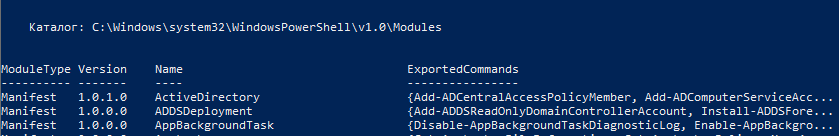 Каталог: C:\Windows\system32\WindowsPowerShell\v1.0\Modules
ModuleType Version Name ExportedCommands
---------- ------- ---- ----------------
Manifest 1.0.1.0 ActiveDirectory {Add-ADCentralAccessPolicyMember, Add-ADComputerServiceAcc...
Manifest 1.0.0.0 ADDSDeployment {Add-ADDSReadOnlyDomainControllerAccount, Install-ADDSFore...
Manifest 1.0.0.0 AppBackgroundTask {Disable-AppBackgroundTaskDiagnosticLog, Enable-AppBackgro...